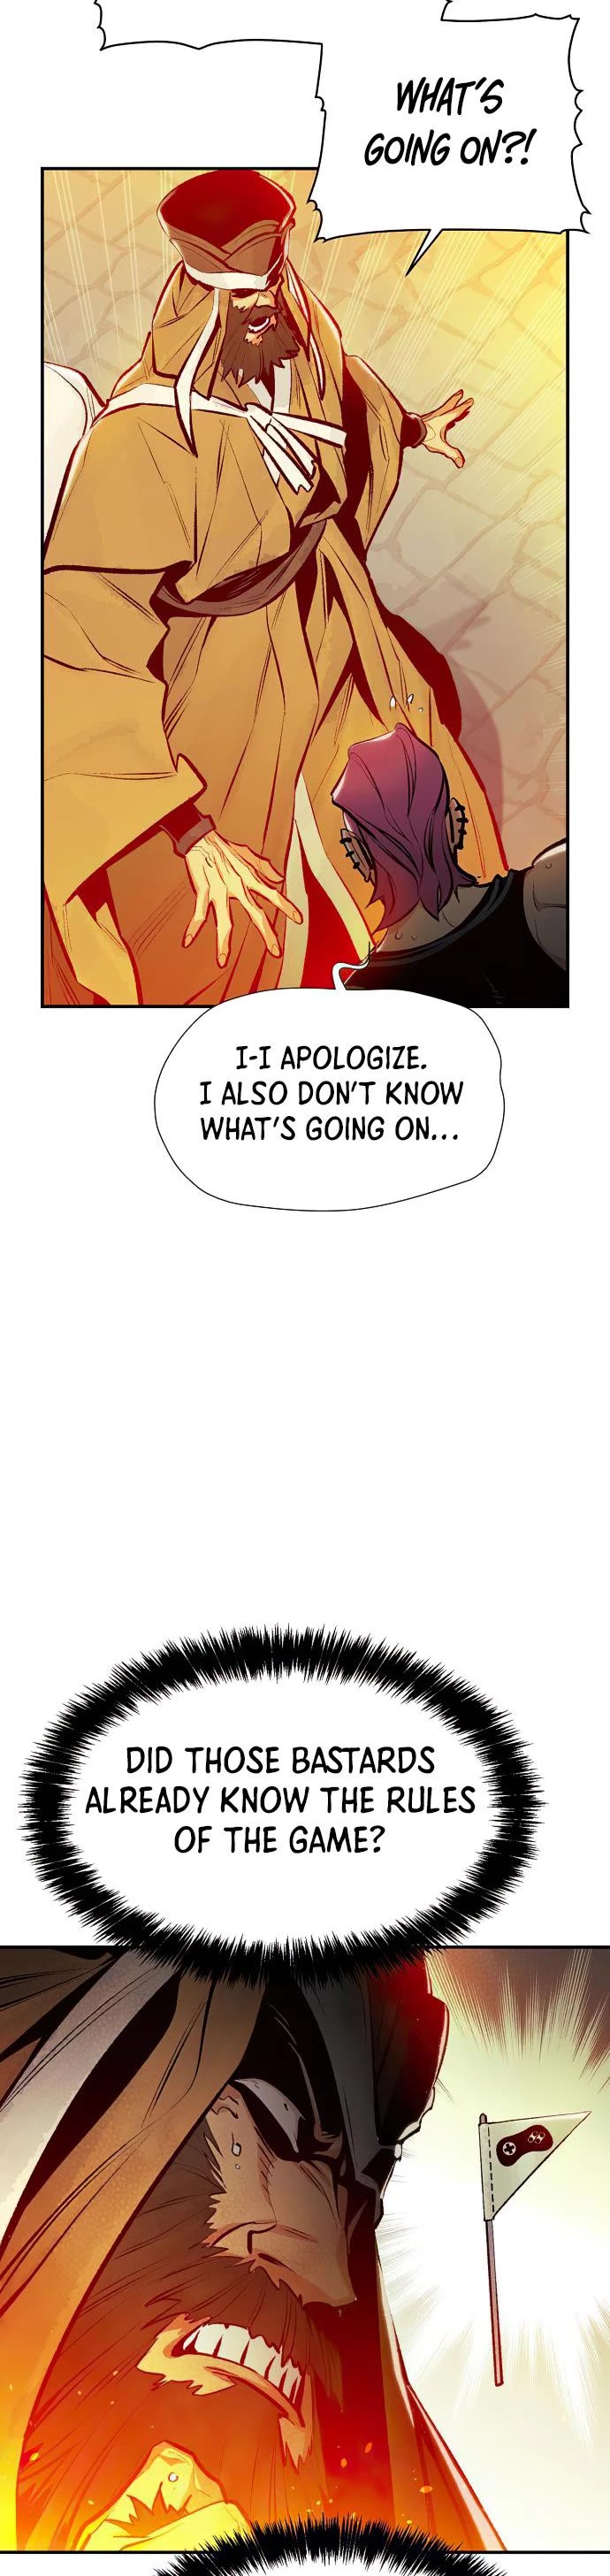 WHAT'S
GOING ON?!
I-I APOLOGIZE.
I ALSO DON'T KNOW
WHAT'S GOING ON...
DID THOSE BASTARDS
ALREADY KNOW THE RULES
OF THE GAME?